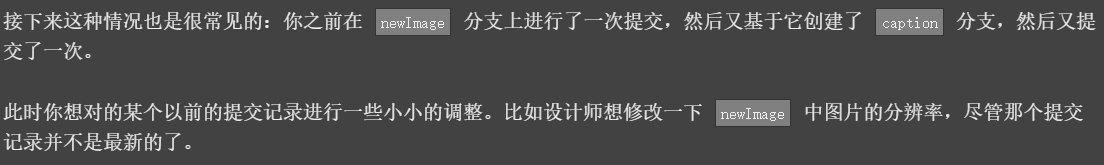 接下来这种情况也是很常见的：你之前在 newImage 分支上进行了一次提交，然后又基于它创建了 caption 分支，然后又提
交了一次。
此时你想对的某个以前的提交记录进行一些小小的调整。比如设计师想修改一下 newImage 中图片的分辨率，尽管那个提交
记录并不是最新的了。